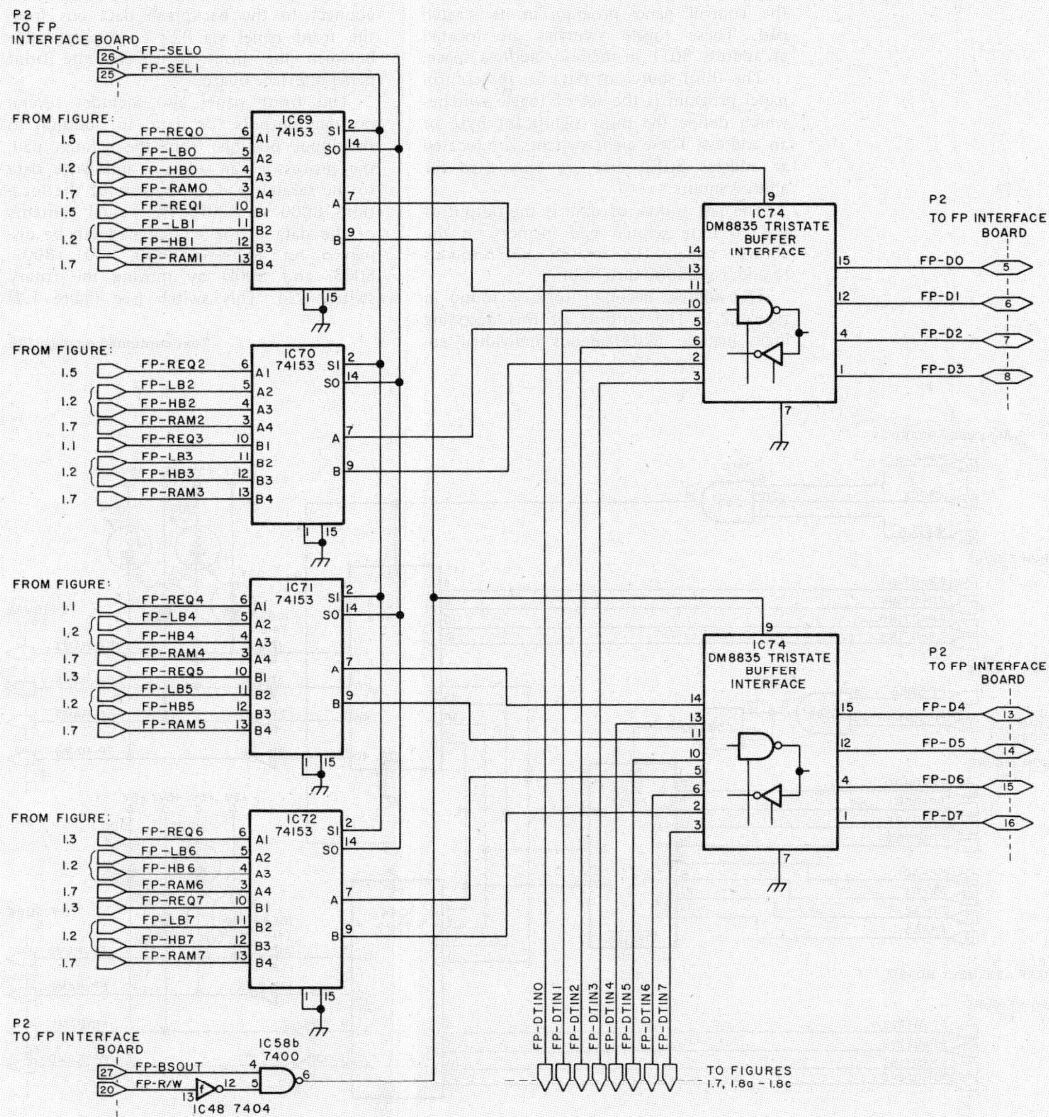 P2
TO FP
INTERFACE BOARD
26 FP-SEL0
25 FP-SEL1
FROM FIGURE:
1.5 FP-REQ0 6 A1
1.2 FP-LB0 5 A2
FP-HB0 4 A3
1.7 FP-RAM0 3 A4
1.5 FP-REQ1 10 B1
1.2 FP-LB1 11 B2
FP-HB1 12 B3
1.7 FP-RAM1 13 B4
IC69
74153
S1 2
S0 14
A 7
B 9
1 15
FROM FIGURE:
1.5 FP-REQ2 6 A1
1.2 FP-LB2 5 A2
FP-HB2 4 A3
1.7 FP-RAM2 3 A4
1.1 FP-REQ3 10 B1
1.2 FP-LB3 11 B2
FP-HB3 12 B3
1.7 FP-RAM3 13 B4
IC70
74153
S1 2
S0 14
A 7
B 9
1 15
FROM FIGURE:
1.1 FP-REQ4 6 A1
1.2 FP-LB4 5 A2
FP-HB4 4 A3
1.7 FP-RAM4 3 A4
1.3 FP-REQ5 10 B1
1.2 FP-LB5 11 B2
FP-HB5 12 B3
1.7 FP-RAM5 13 B4
IC71
74153
S1 2
S0 14
A 7
B 9
1 15
FROM FIGURE:
1.3 FP-REQ6 6 A1
1.2 FP-LB6 5 A2
FP-HB6 4 A3
1.7 FP-RAM6 3 A4
1.3 FP-REQ7 10 B1
1.2 FP-LB7 11 B2
FP-HB7 12 B3
1.7 FP-RAM7 13 B4
IC72
74153
S1 2
S0 14
A 7
B 9
1 15
P2
TO FP INTERFACE
BOARD
27 FP-BSOUT 4
20 FP-R/W 13 f 12 5
IC48 7404
IC58b
7400
6
9
IC74
DM8835 TRISTATE
BUFFER
INTERFACE
14
13
11
10
5
6
2
3
7
P2
TO FP INTERFACE
BOARD
15 FP-D0 5
12 FP-D1 6
4 FP-D2 7
1 FP-D3 8
9
IC74
DM8835 TRISTATE
BUFFER
INTERFACE
14
13
11
10
5
6
2
3
7
P2
TO FP INTERFACE
BOARD
15 FP-D4 13
12 FP-D5 14
4 FP-D6 15
1 FP-D7 16
FP-DTIN0
FP-DTIN1
FP-DTIN2
FP-DTIN3
FP-DTIN4
FP-DTIN5
FP-DTIN6
FP-DTIN7
TO FIGURES
1.7, 1.8a - 1.8c